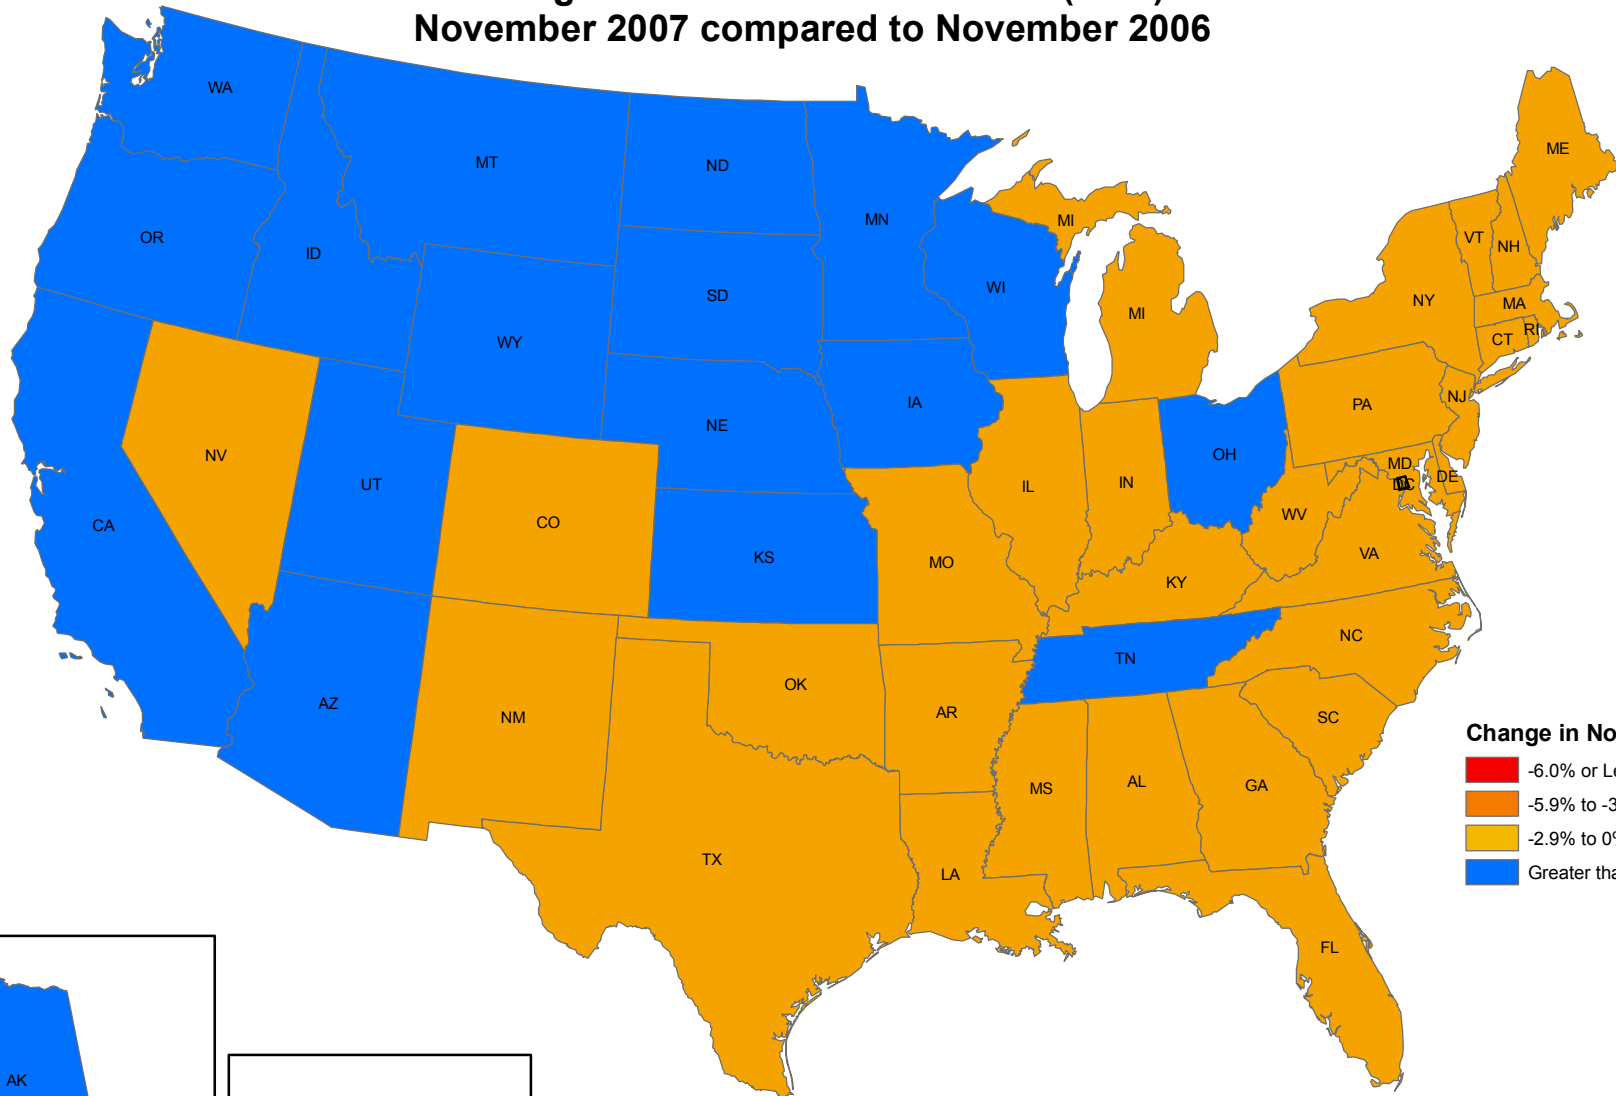 November 2007 compared to November 2006
WA
MT
ND
MN
ME
OR
ID
SD
WI
MI
MI
VT
NH
NY
MA
CT
RI
WY
IA
NE
PA
NJ
OH
NV
UT
IL
IN
MD
DE
DC
CA
CO
KS
MO
WV
VA
KY
NC
TN
AZ
NM
OK
AR
SC
MS
AL
GA
TX
LA
FL
AK
Change in No
-6.0% or Le
-5.9% to -3
-2.9% to 0%
Greater tha